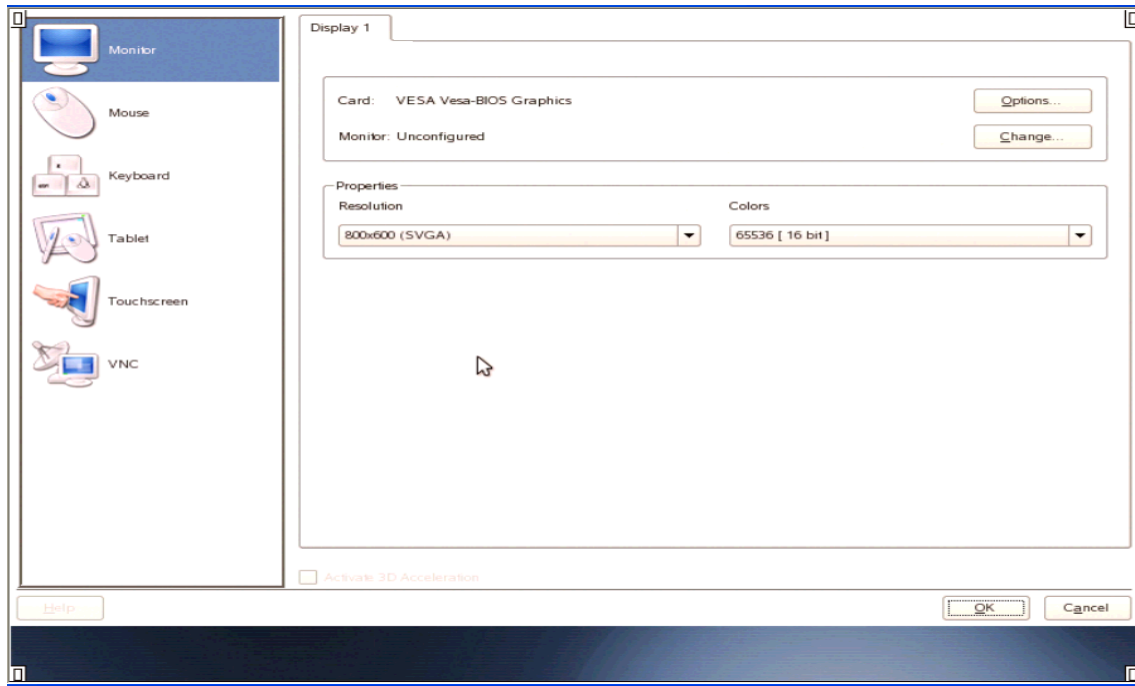 Display 1
Monitor
Mouse
Keyboard
Tablet
Touchscreen
VNC
Card: VESA Vesa-BIOS Graphics
Options...
Monitor: Unconfigured
Change...
Properties
Resolution
Colors
800x600 (SVGA)
65536 [ 16 bit ]
Activate 3D Acceleration
Help
OK
Cancel